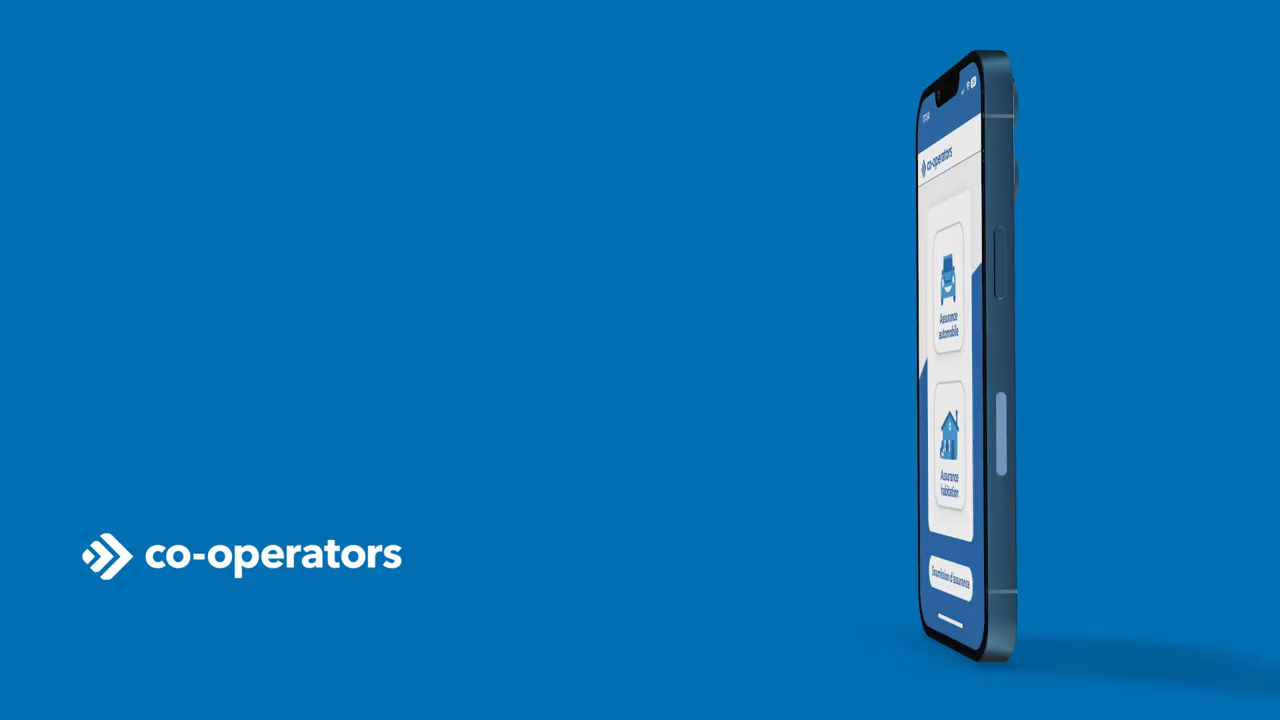 co-operators
Assurance
automobile
Assurance
habitation
Soumission d'assurance
co-operators